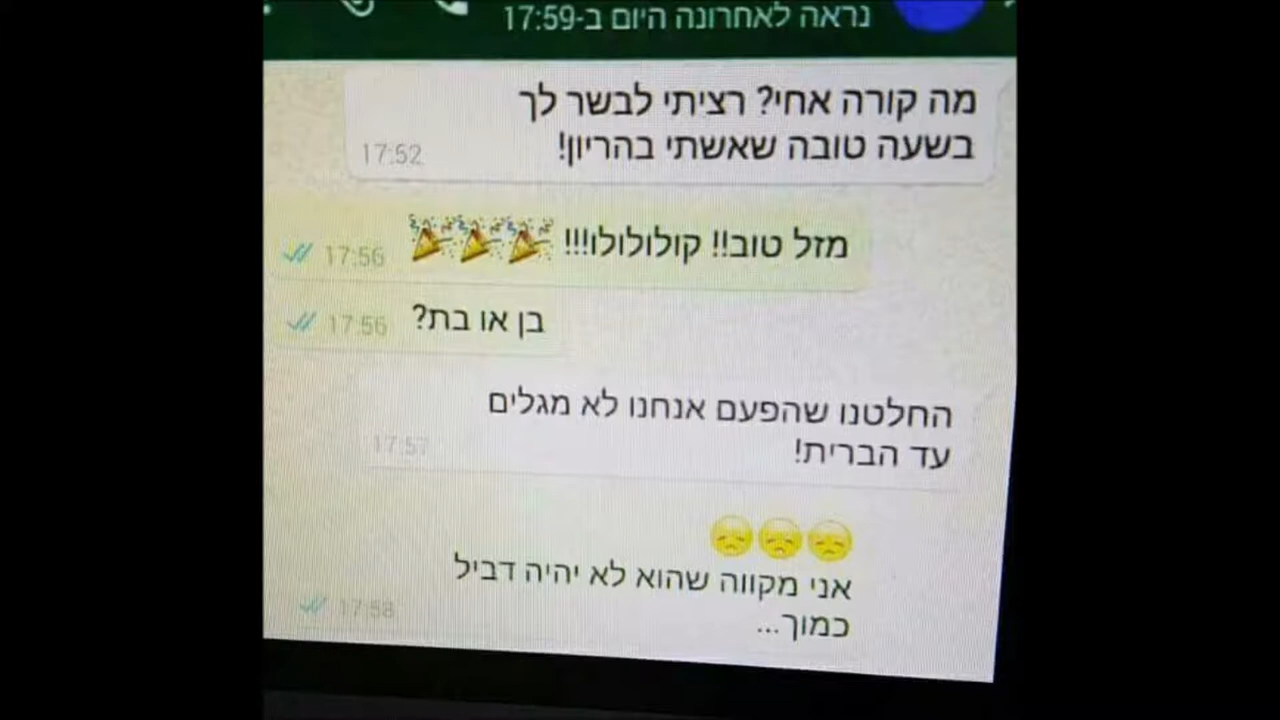 נראה לאחרונה היום ב-17:59
מה קורה אחי? רציתי לבשר לך
בשעה טובה שאשתי בהריון!
17:52
מזל טוב!! קולולולו!!! 🎉🎉🎉
17:56
בן או בת?
17:56
החלטנו שהפעם אנחנו לא מגלים
עד הברית!
17:57
😞😞😞
אני מקווה שהוא לא יהיה דביל
כמוך...
17:58